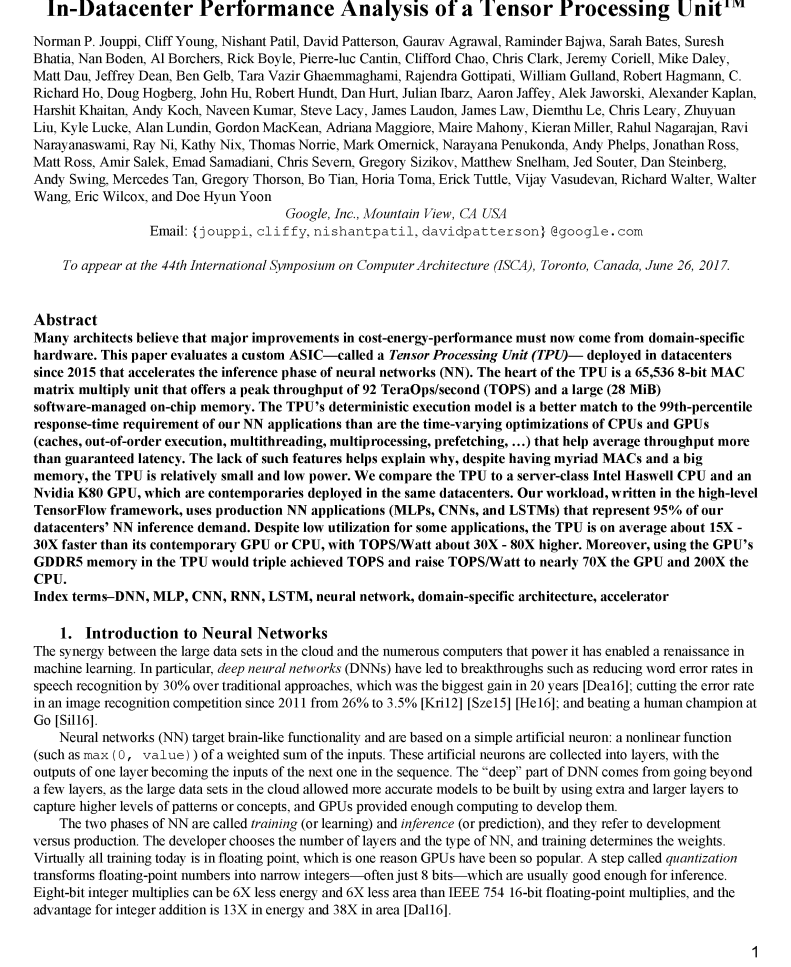 In-Datacenter Performance Analysis of a Tensor Processing Unit™
Norman P. Jouppi, Cliff Young, Nishant Patil, David Patterson, Gaurav Agrawal, Raminder Bajwa, Sarah Bates, Suresh
Bhatia, Nan Boden, Al Borchers, Rick Boyle, Pierre-luc Cantin, Clifford Chao, Chris Clark, Jeremy Coriell, Mike Daley,
Matt Dau, Jeffrey Dean, Ben Gelb, Tara Vazir Ghaemmaghami, Rajendra Gottipati, William Gulland, Robert Hagmann, C.
Richard Ho, Doug Hogberg, John Hu, Robert Hundt, Dan Hurt, Julian Ibarz, Aaron Jaffey, Alek Jaworski, Alexander Kaplan,
Harshit Khaitan, Andy Koch, Naveen Kumar, Steve Lacy, James Laudon, James Law, Diemthu Le, Chris Leary, Zhuyuan
Liu, Kyle Lucke, Alan Lundin, Gordon MacKean, Adriana Maggiore, Maire Mahony, Kieran Miller, Rahul Nagarajan, Ravi
Narayanaswami, Ray Ni, Kathy Nix, Thomas Norrie, Mark Omernick, Narayana Penukonda, Andy Phelps, Jonathan Ross,
Matt Ross, Amir Salek, Emad Samadiani, Chris Severn, Gregory Sizikov, Matthew Snelham, Jed Souter, Dan Steinberg,
Andy Swing, Mercedes Tan, Gregory Thorson, Bo Tian, Horia Toma, Erick Tuttle, Vijay Vasudevan, Richard Walter, Walter
Wang, Eric Wilcox, and Doe Hyun Yoon
Google, Inc., Mountain View, CA USA
Email: {jouppi, cliffy, nishantpatil, davidpatterson} @google.com
To appear at the 44th International Symposium on Computer Architecture (ISCA), Toronto, Canada, June 26, 2017.
Abstract
Many architects believe that major improvements in cost-energy-performance must now come from domain-specific
hardware. This paper evaluates a custom ASIC—called a Tensor Processing Unit (TPU)— deployed in datacenters
since 2015 that accelerates the inference phase of neural networks (NN). The heart of the TPU is a 65,536 8-bit MAC
matrix multiply unit that offers a peak throughput of 92 TeraOps/second (TOPS) and a large (28 MiB)
software-managed on-chip memory. The TPU's deterministic execution model is a better match to the 99th-percentile
response-time requirement of our NN applications than are the time-varying optimizations of CPUs and GPUs
(caches, out-of-order execution, multithreading, multiprocessing, prefetching, …) that help average throughput more
than guaranteed latency. The lack of such features helps explain why, despite having myriad MACs and a big
memory, the TPU is relatively small and low power. We compare the TPU to a server-class Intel Haswell CPU and an
Nvidia K80 GPU, which are contemporaries deployed in the same datacenters. Our workload, written in the high-level
TensorFlow framework, uses production NN applications (MLPs, CNNs, and LSTMs) that represent 95% of our
datacenters' NN inference demand. Despite low utilization for some applications, the TPU is on average about 15X -
30X faster than its contemporary GPU or CPU, with TOPS/Watt about 30X - 80X higher. Moreover, using the GPU's
GDDR5 memory in the TPU would triple achieved TOPS and raise TOPS/Watt to nearly 70X the GPU and 200X the
CPU.
Index terms–DNN, MLP, CNN, RNN, LSTM, neural network, domain-specific architecture, accelerator
1. Introduction to Neural Networks
The synergy between the large data sets in the cloud and the numerous computers that power it has enabled a renaissance in
machine learning. In particular, deep neural networks (DNNs) have led to breakthroughs such as reducing word error rates in
speech recognition by 30% over traditional approaches, which was the biggest gain in 20 years [Dea16]; cutting the error rate
in an image recognition competition since 2011 from 26% to 3.5% [Kri12] [Sze15] [He16]; and beating a human champion at
Go [Sil16].
Neural networks (NN) target brain-like functionality and are based on a simple artificial neuron: a nonlinear function
(such as max(0, value)) of a weighted sum of the inputs. These artificial neurons are collected into layers, with the
outputs of one layer becoming the inputs of the next one in the sequence. The "deep" part of DNN comes from going beyond
a few layers, as the large data sets in the cloud allowed more accurate models to be built by using extra and larger layers to
capture higher levels of patterns or concepts, and GPUs provided enough computing to develop them.
The two phases of NN are called training (or learning) and inference (or prediction), and they refer to development
versus production. The developer chooses the number of layers and the type of NN, and training determines the weights.
Virtually all training today is in floating point, which is one reason GPUs have been so popular. A step called quantization
transforms floating-point numbers into narrow integers—often just 8 bits—which are usually good enough for inference.
Eight-bit integer multiplies can be 6X less energy and 6X less area than IEEE 754 16-bit floating-point multiplies, and the
advantage for integer addition is 13X in energy and 38X in area [Dal16].
1